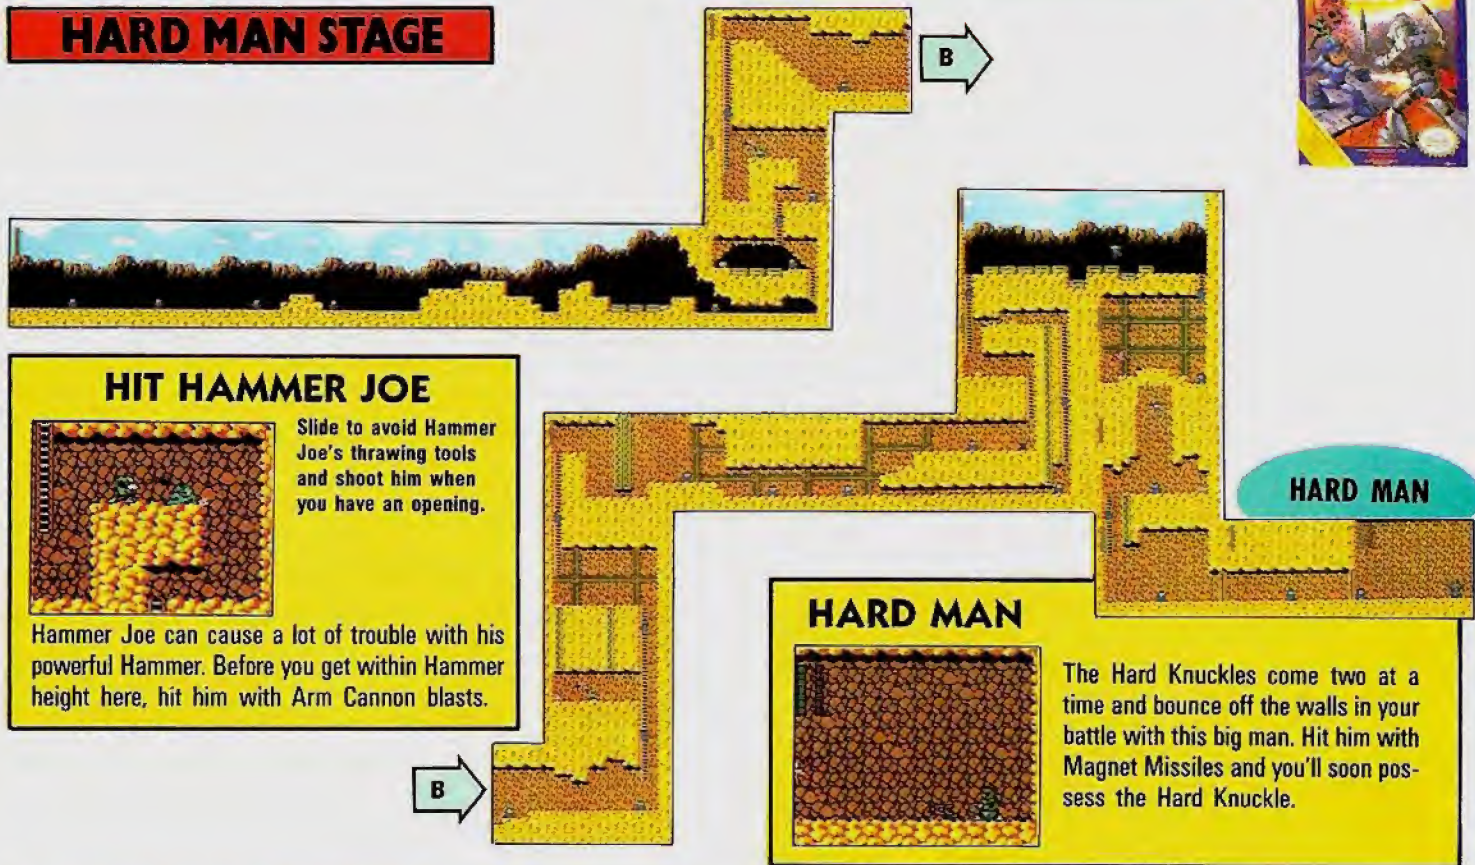 HARD MAN STAGE
B
HIT HAMMER JOE
Slide to avoid Hammer
Joe's thrawing tools
and shoot him when
you have an opening.
Hammer Joe can cause a lot of trouble with his
powerful Hammer. Before you get within Hammer
height here, hit him with Arm Cannon blasts.
B
HARD MAN
HARD MAN
The Hard Knuckles come two at a
time and bounce off the walls in your
battle with this big man. Hit him with
Magnet Missiles and you'll soon pos-
sess the Hard Knuckle.